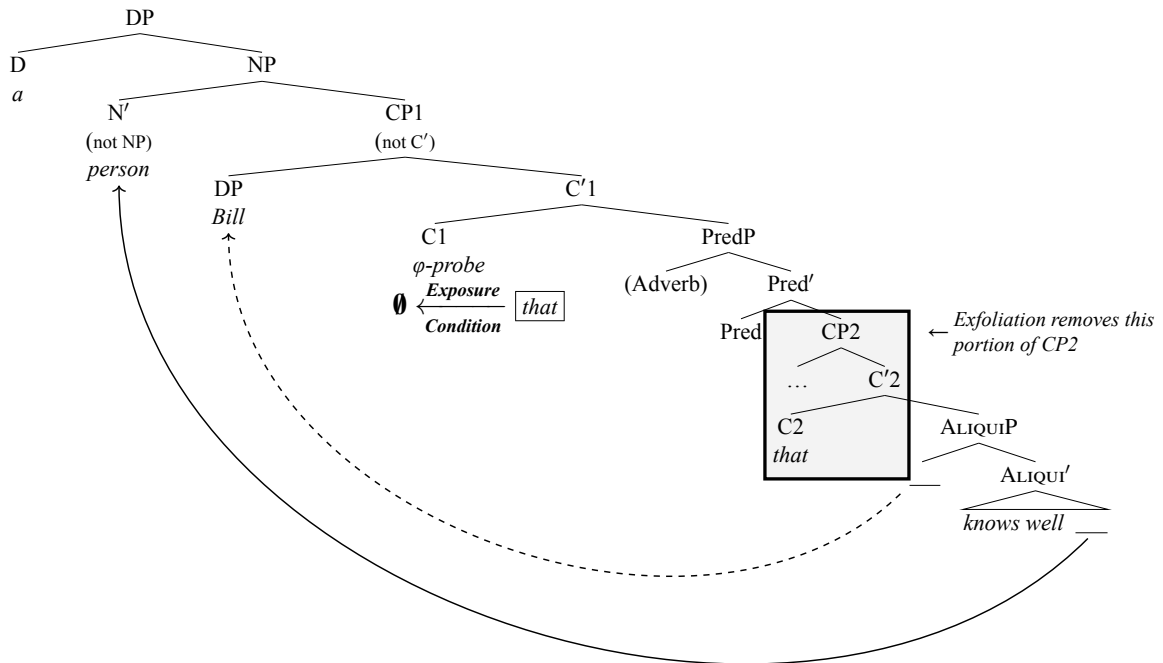 DP
D NP
a
N′ CP1
(not NP) (not C′)
person
DP C′1
Bill
C1 PredP
φ-probe
(Adverb) Pred′
∅ Exposure that
Condition
Pred CP2 ← Exfoliation removes this
portion of CP2
… C′2
C2 ALIQUIP
that
ALIQUI′
knows well